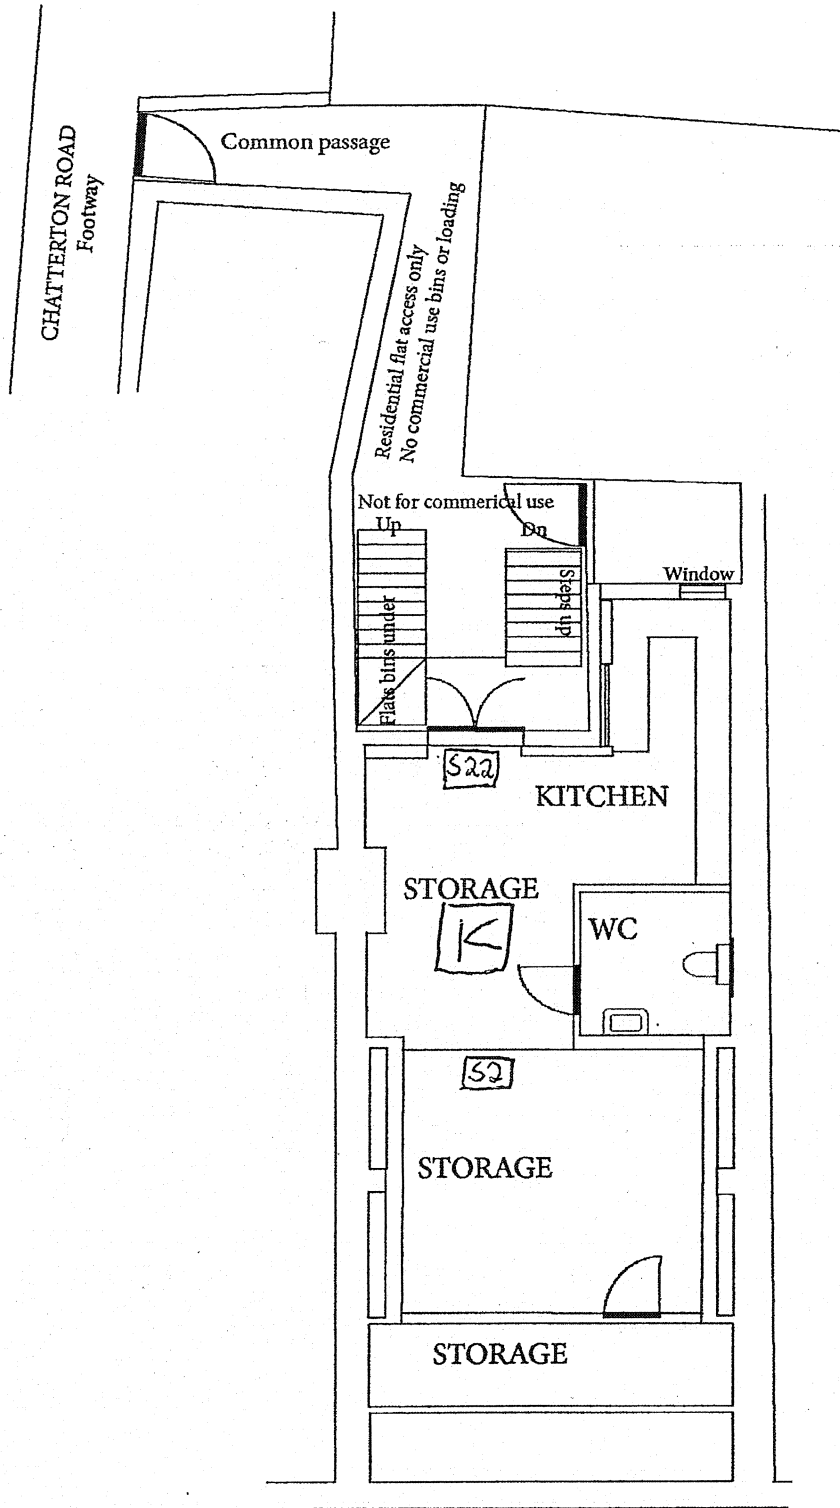 CHATTERTON ROAD
Footway
Common passage
Residential flat access only
No commercial use bins or loading
Not for commerical use
Up
Dn
Steps up
Flats bins under
Window
S22
KITCHEN
STORAGE
K
WC
S2
STORAGE
STORAGE